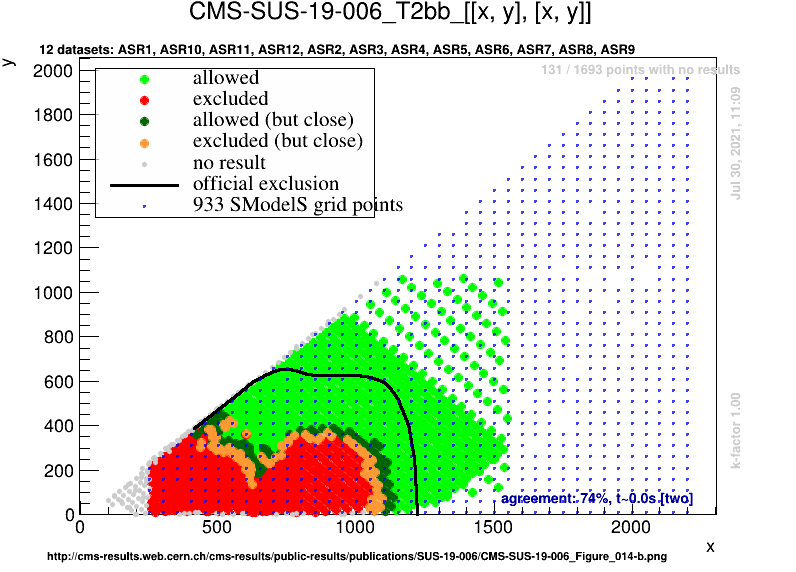 CMS-SUS-19-006_T2bb_[[x, y], [x, y]]
12 datasets: ASR1, ASR10, ASR11, ASR12, ASR2, ASR3, ASR4, ASR5, ASR6, ASR7, ASR8, ASR9
y
131 / 1693 points with no results
allowed
excluded
allowed (but close)
excluded (but close)
no result
official exclusion
933 SModelS grid points
2000
1800
1600
1400
1200
1000
800
600
400
200
0
Jul 30, 2021, 11:09
k-factor 1.00
agreement: 74%, t~0.0s [two]
0 500 1000 1500 2000
x
http://cms-results.web.cern.ch/cms-results/public-results/publications/SUS-19-006/CMS-SUS-19-006_Figure_014-b.png